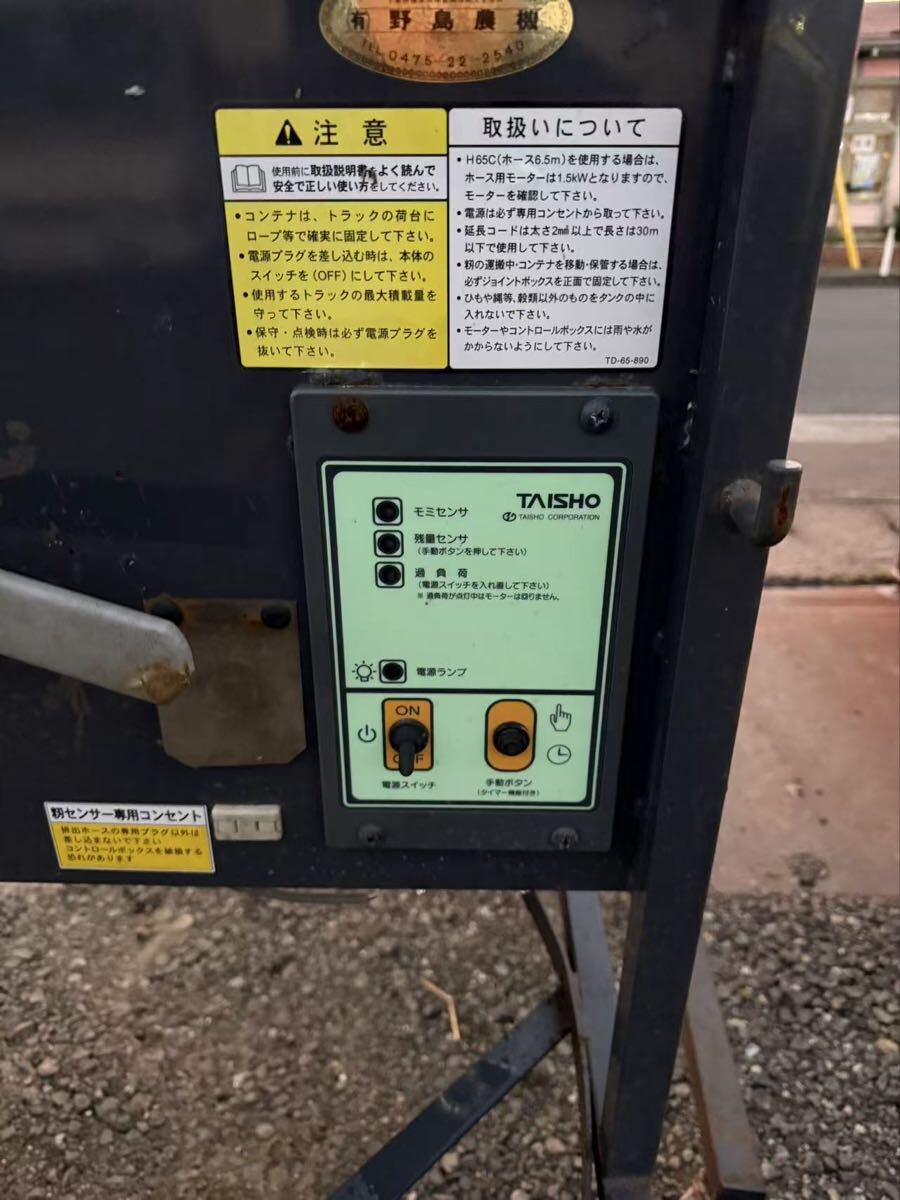 ㈲ 野島農機
TEL 0475-22-2540
注意
使用前に取扱説明書をよく読んで
安全で正しい使い方をしてください。
• コンテナは、トラックの荷台に
ロープ等で確実に固定して下さい。
• 電源プラグを差し込む時は、本体の
スイッチを(OFF)にして下さい。
• 使用するトラックの最大積載量を
守って下さい。
• 保守・点検時は必ず電源プラグを
抜いて下さい。
取扱いについて
• H65C(ホース6.5m)を使用する場合は、
ホース用モーターは1.5kWとなりますので、
モーターを確認して下さい。
• 電源は必ず専用コンセントから取って下さい。
• 延長コードは太さ2㎟以上で長さは30m
以下で使用して下さい。
• 籾の運搬中・コンテナを移動・保管する場合は、
必ずジョイントボックスを正面で固定して下さい。
• ひもや縄等、穀類以外のものをタンクの中に
入れないで下さい。
• モーターやコントロールボックスには雨や水が
かからないようにして下さい。
TD-65-890
TAISHO
TAISHO CORPORATION
モミセンサ
残量センサ
(手動ボタンを押して下さい)
過負荷
(電源スイッチを入れ直して下さい)
※ 過負荷が点灯中はモーターは回りません。
電源ランプ
ON
OFF
電源スイッチ
手動ボタン
(タイマー機能付き)
籾センサー専用コンセント
排出ホースの専用プラグ以外は
差し込まないで下さい
コントロールボックスを破損する
恐れがあります